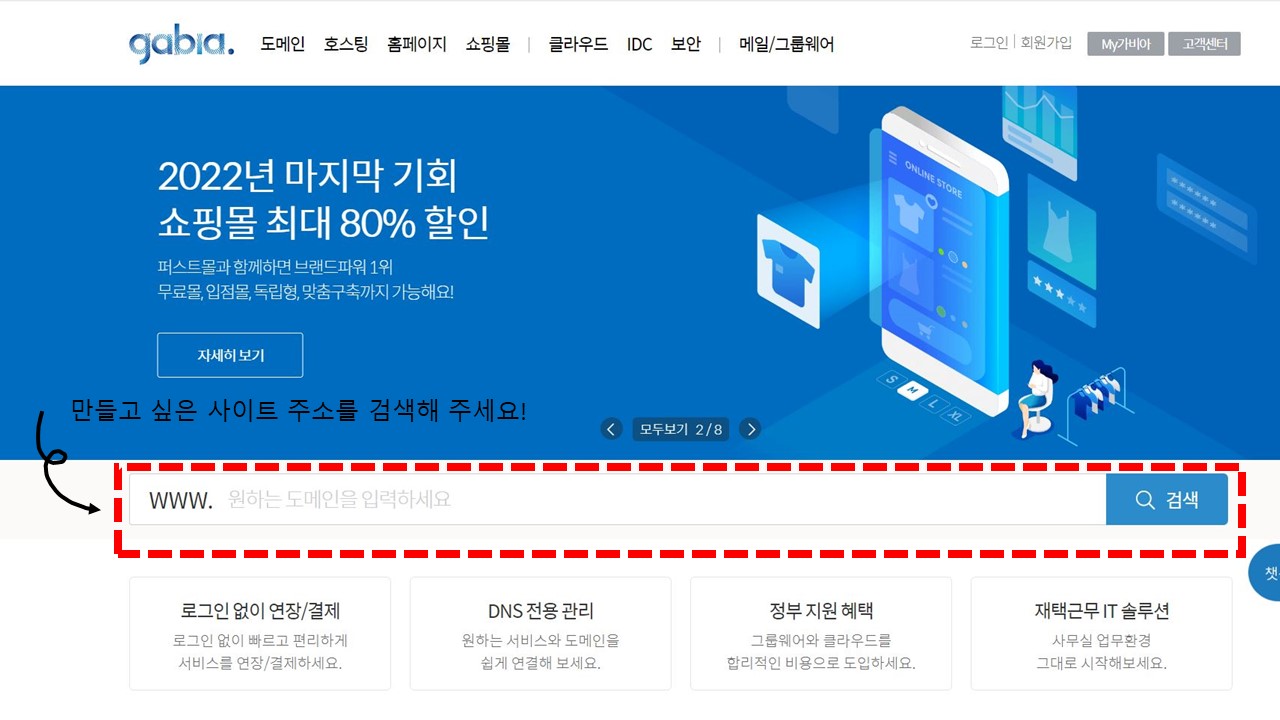 gabia.
도메인 호스팅 홈페이지 쇼핑몰 | 클라우드 IDC 보안 | 메일/그룹웨어
로그인 | 회원가입 My가비아 고객센터
2022년 마지막 기회
쇼핑몰 최대 80% 할인
퍼스트몰과 함께하면 브랜드파워 1위
무료몰, 입점몰, 독립형, 맞춤구축까지 가능해요!
자세히 보기
ONLINE STORE
S M L XL
만들고 싶은 사이트 주소를 검색해 주세요!
모두보기 2 / 8
WWW. 원하는 도메인을 입력하세요
검색
로그인 없이 연장/결제
로그인 없이 빠르고 편리하게
서비스를 연장/결제하세요.
DNS 전용 관리
원하는 서비스와 도메인을
쉽게 연결해 보세요.
정부 지원 혜택
그룹웨어와 클라우드를
합리적인 비용으로 도입하세요.
재택근무 IT 솔루션
사무실 업무환경
그대로 시작해보세요.